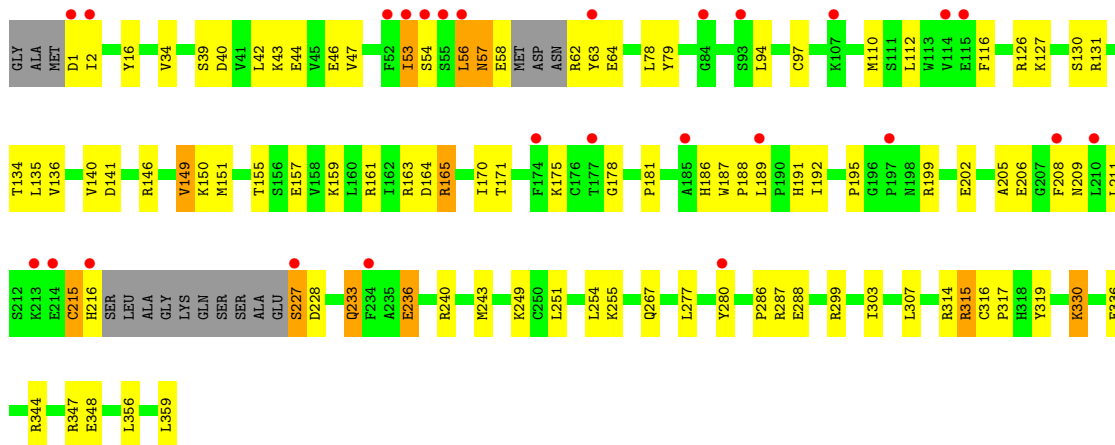 GLY ALA MET D1 I2 Y16 V34 S39 D40 V41 L42 K43 E44 V45 E46 V47 F52 I53 S54 S55 L56 N57 E58 MET ASP ASN R62 Y63 E64 L78 Y79 G84 S93 L94 C97 K107 M110 S111 L112 W113 V114 E115 F116 R126 K127 S130 R131
T134 L135 V136 V140 D141 R146 V149 K150 M151 T155 S156 E157 V158 K159 L160 R161 I162 R163 D164 R165 I170 T171 F174 K175 C176 T177 G178 P181 A185 H186 W187 P188 L189 P190 H191 I192 P195 G196 P197 N198 R199 E202 A205 E206 G207 F208 N209 L210 L211
S212 K213 E214 C215 H216 SER LEU ALA GLY LYS GLN SER SER ALA GLU S227 D228 Q233 F234 A235 E236 R240 M243 K249 C250 L251 L254 K255 Q267 L277 Y280 P286 R287 E288 R299 I303 L307 R314 R315 C316 P317 H318 Y319 K330
R344 R347 E348 L356 L359